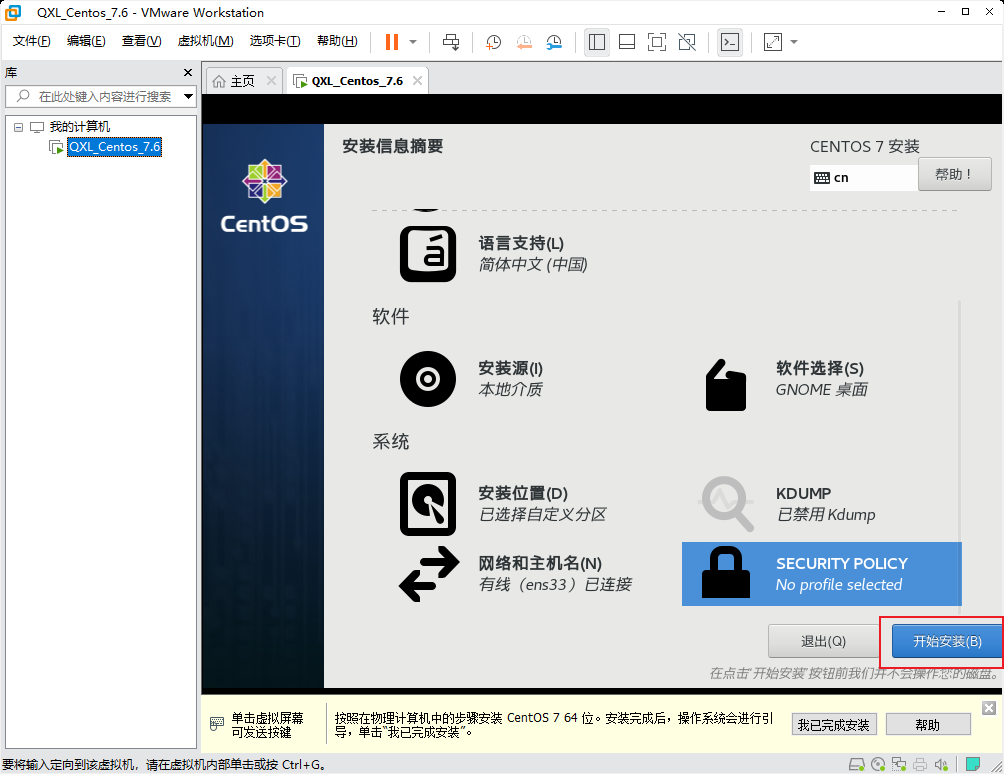 QXL_Centos_7.6 - VMware Workstation
文件(F) 编辑(E) 查看(V) 虚拟机(M) 选项卡(T) 帮助(H)
库
在此处键入内容进行搜索
我的计算机
QXL_Centos_7.6
主页 QXL_Centos_7.6
CentOS
安装信息摘要
CENTOS 7 安装
cn
帮助！
语言支持(L)
简体中文 (中国)
软件
安装源(I)
本地介质
软件选择(S)
GNOME 桌面
系统
安装位置(D)
已选择自定义分区
KDUMP
已禁用 Kdump
网络和主机名(N)
有线（ens33）已连接
SECURITY POLICY
No profile selected
退出(Q)
开始安装(B)
在点击“开始安装”按钮前我们并不会操作您的磁盘。
单击虚拟屏幕
可发送按键
按照在物理计算机中的步骤安装 CentOS 7 64 位。安装完成后，操作系统会进行引
导，单击“我已完成安装”。
我已完成安装
帮助
要将输入定向到该虚拟机，请在虚拟机内部单击或按 Ctrl+G。